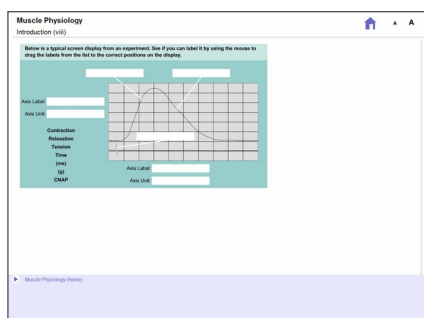 Muscle Physiology
Introduction (viii)
A A
Below is a typical screen display from an experiment. See if you can label it by using the mouse to
drag the labels from the list to the correct positions on the display.
Axis Label:
Axis Unit:
Contraction
Relaxation
Tension
Time
(ms)
(g)
CNAP
Axis Label:
Axis Unit:
Muscle Physiology (home)